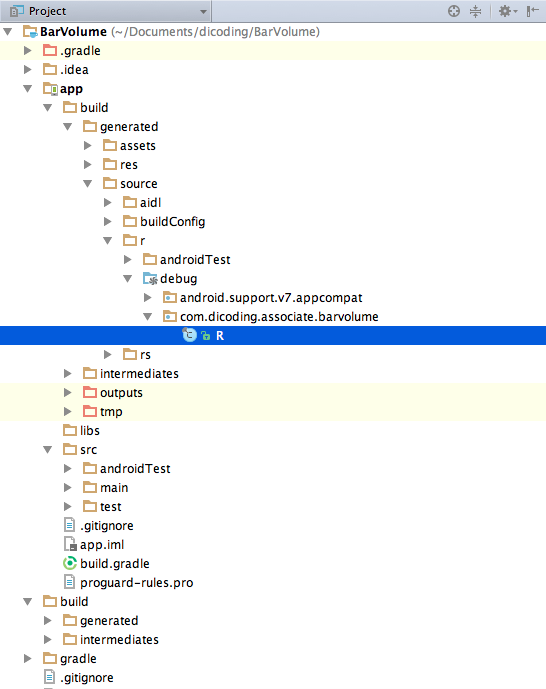 Project
BarVolume (~/Documents/dicoding/BarVolume)
.gradle
.idea
app
build
generated
assets
res
source
aidl
buildConfig
r
androidTest
debug
android.support.v7.appcompat
com.dicoding.associate.barvolume
R
rs
intermediates
outputs
tmp
libs
src
androidTest
main
test
.gitignore
app.iml
build.gradle
proguard-rules.pro
build
generated
intermediates
gradle
.gitignore